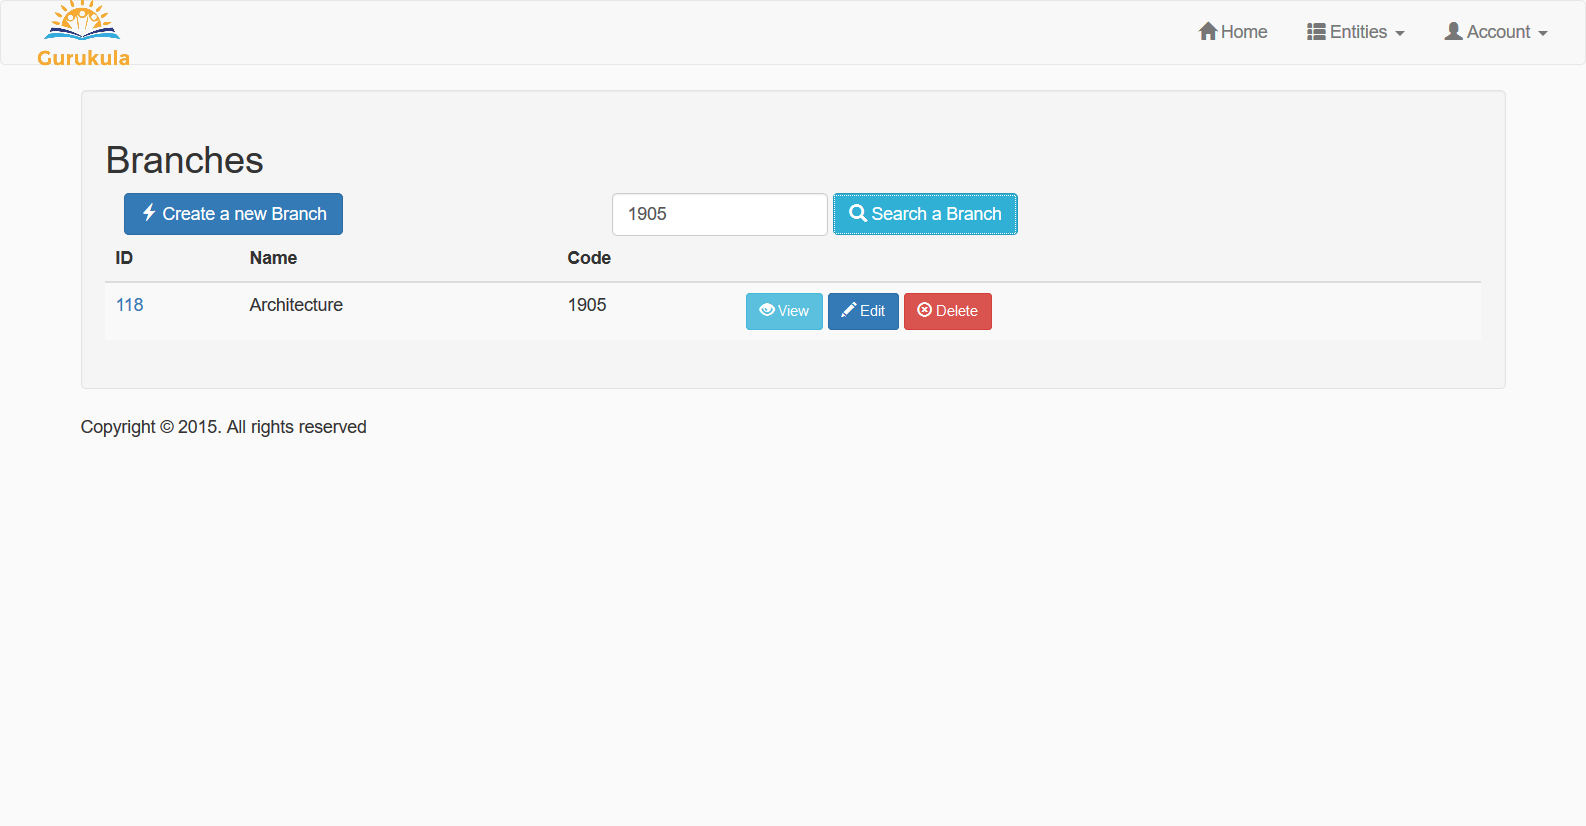 Gurukula
Home Entities Account
Branches
Create a new Branch 1905 Search a Branch
ID Name Code
118 Architecture 1905 View Edit Delete
Copyright © 2015. All rights reserved